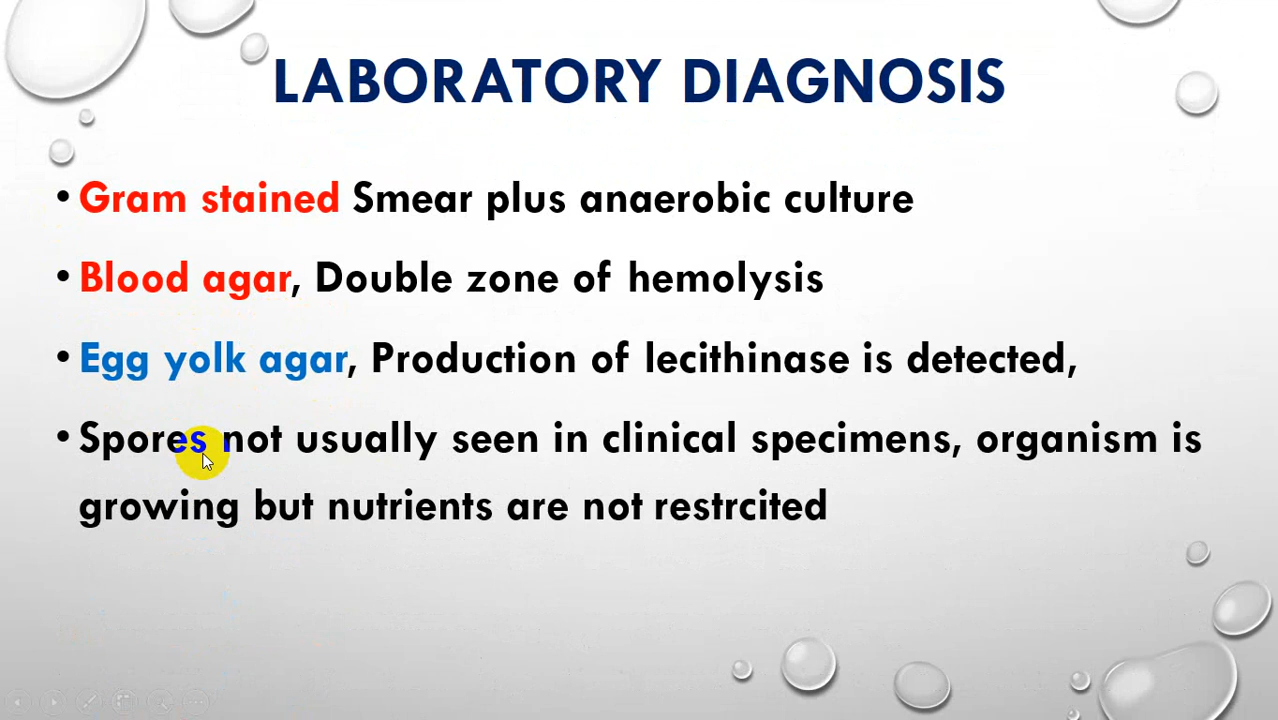 LABORATORY DIAGNOSIS
• Gram stained Smear plus anaerobic culture
• Blood agar, Double zone of hemolysis
• Egg yolk agar, Production of lecithinase is detected,
• Spores not usually seen in clinical specimens, organism is
growing but nutrients are not restrcited